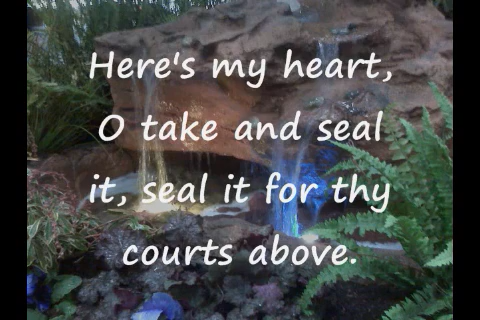 Here's my heart,
O take and seal
it, seal it for thy
courts above.